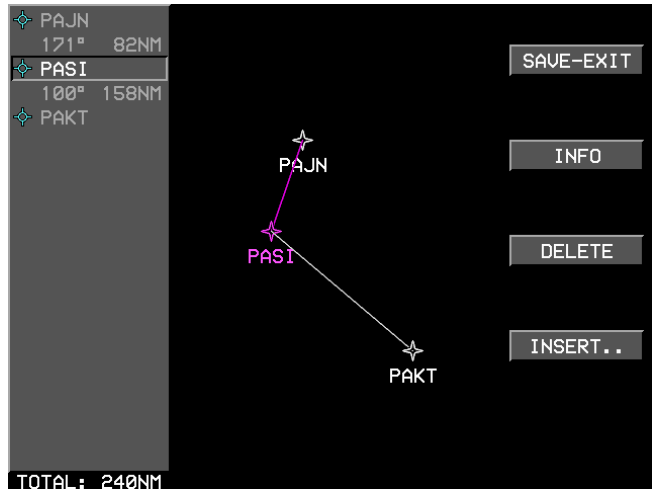 PAJN
171° 82NM
PASI
100° 158NM
PAKT
TOTAL: 240NM
PAJN
PASI
PAKT
SAVE-EXIT
INFO
DELETE
INSERT..